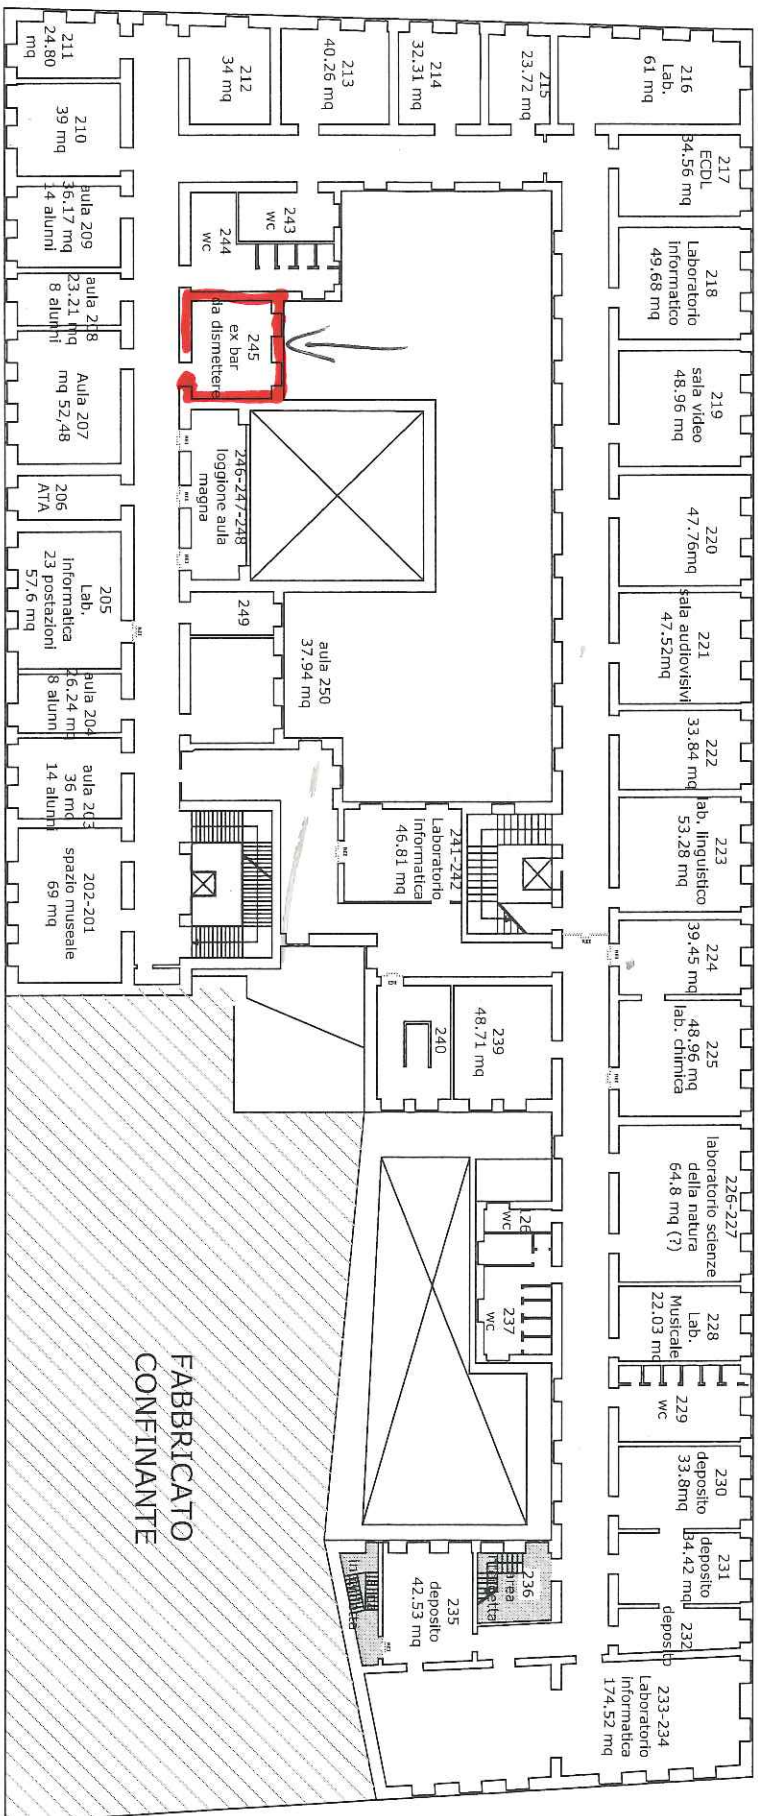 211
24.80
mq
210
39 mq
aula 209
36.17 mq
14 alunni
aula 208
23.21 mq
8 alunni
Aula 207
mq 52,48
206
ATA
205
Lab.
informatica
23 postazioni
57.6 mq
aula 204
26.24 mq
8 alunni
aula 203
36 mq
14 alunni
202-201
spazio museale
69 mq
212
34 mq
213
40.26 mq
214
32.31 mq
215
23.72 mq
216
Lab.
61 mq
217
ECDL
34.56 mq
218
Laboratorio
informatico
49.68 mq
219
sala video
48.96 mq
220
47.76mq
221
sala audiovisivi
47.52mq
222
33.84 mq
223
lab. linguistico
53.28 mq
224
39.45 mq
225
48.96 mq
lab. chimica
226-227
laboratorio scienze
della natura
64.8 mq (?)
228
Lab.
Musicale
22.03 mq
229
wc
230
deposito
33.8mq
231
deposito
34.42 mq
232
deposito
233-234
Laboratorio
informatica
174.52 mq
243
wc
244
wc
245
ex bar
da dismettere
246-247-248
loggione aula
magna
249
aula 250
37.94 mq
241-242
Laboratorio
informatica
46.81 mq
240
239
48.71 mq
126
wc
237
wc
236
area
interdetta
235
deposito
42.53 mq
interdetta
FABBRICATO
CONFINANTE